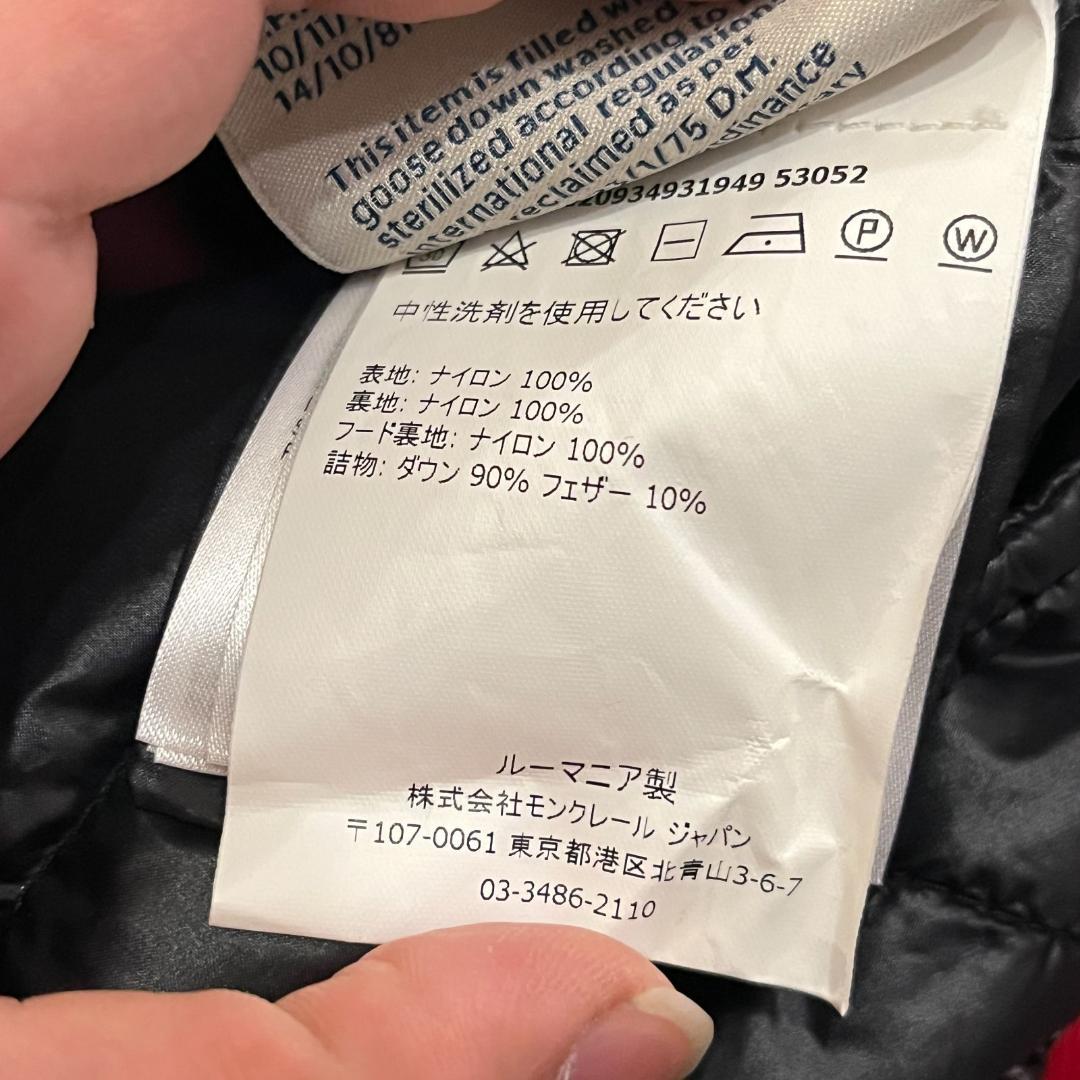 10/11/
14/10/8
This item is filled
goose down washed
sterilized according to
international regulation
reclaimed as per
/75 D.M.
dinance
20934931949 53052
30
P W
中性洗剤を使用してください
表地: ナイロン 100%
裏地: ナイロン 100%
フード裏地: ナイロン 100%
詰物: ダウン 90% フェザー 10%
ルーマニア製
株式会社モンクレール ジャパン
〒107-0061 東京都港区北青山3-6-7
03-3486-2110